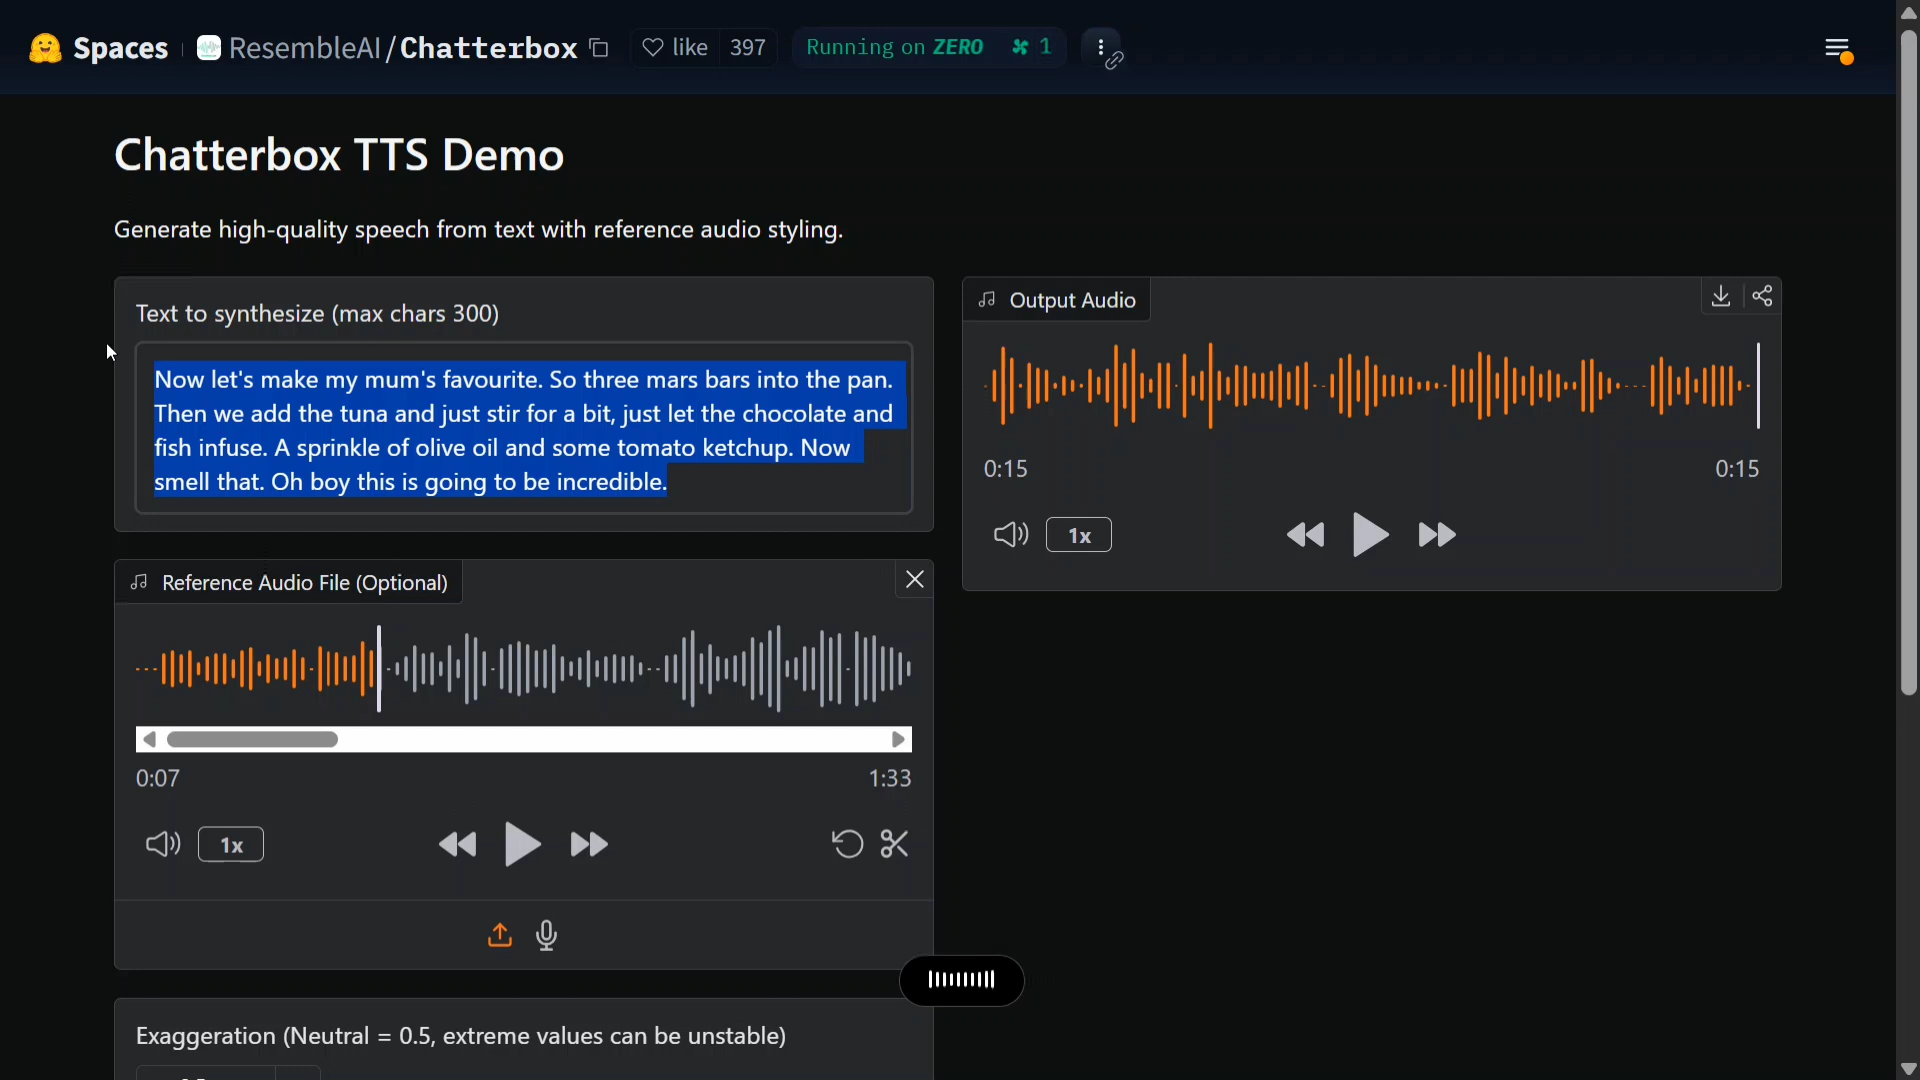 Spaces ResembleAI/Chatterbox like 397 Running on ZERO 1
Chatterbox TTS Demo
Generate high-quality speech from text with reference audio styling.
Text to synthesize (max chars 300)
Now let's make my mum's favourite. So three mars bars into the pan.
Then we add the tuna and just stir for a bit, just let the chocolate and
fish infuse. A sprinkle of olive oil and some tomato ketchup. Now
smell that. Oh boy this is going to be incredible.
Output Audio
0:15 0:15
1x
Reference Audio File (Optional)
0:07 1:33
1x
Exaggeration (Neutral = 0.5, extreme values can be unstable)